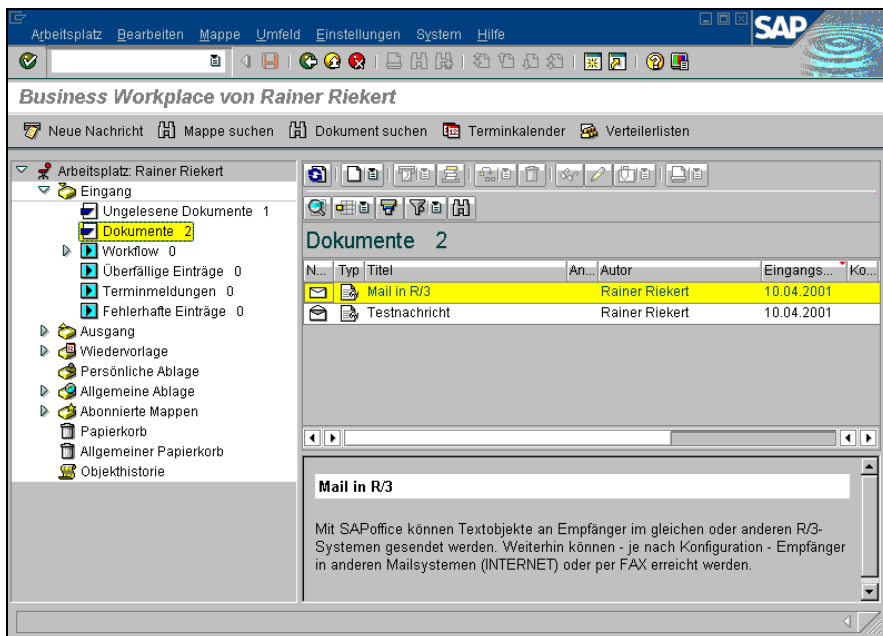 Arbeitsplatz Bearbeiten Mappe Umfeld Einstellungen System Hilfe
SAP
Business Workplace von Rainer Riekert
Neue Nachricht Mappe suchen Dokument suchen Terminkalender Verteilerlisten
Arbeitsplatz: Rainer Riekert
Eingang
Ungelesene Dokumente 1
Dokumente 2
Workflow 0
Überfällige Einträge 0
Terminmeldungen 0
Fehlerhafte Einträge 0
Ausgang
Wiedervorlage
Persönliche Ablage
Allgemeine Ablage
Abonnierte Mappen
Papierkorb
Allgemeiner Papierkorb
Objekthistorie
Dokumente 2
N... Typ Titel An... Autor Eingangs... Ko...
Mail in R/3 Rainer Riekert 10.04.2001
Testnachricht Rainer Riekert 10.04.2001
Mail in R/3
Mit SAPoffice können Textobjekte an Empfänger im gleichen oder anderen R/3-
Systemen gesendet werden. Weiterhin können - je nach Konfiguration - Empfänger
in anderen Mailsystemen (INTERNET) oder per FAX erreicht werden.